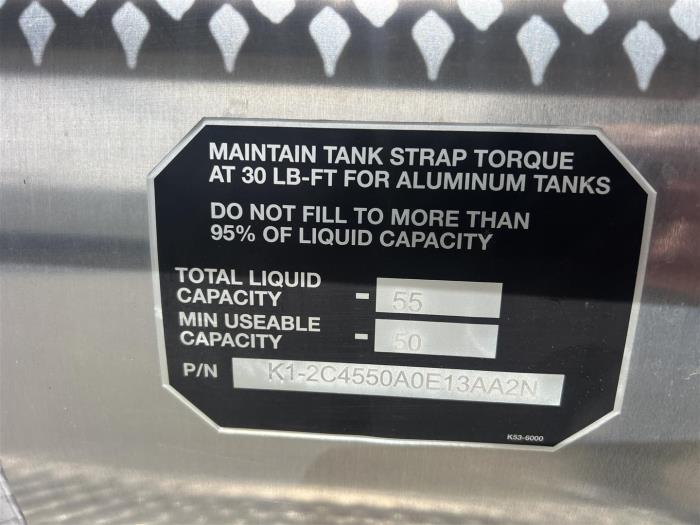 MAINTAIN TANK STRAP TORQUE
AT 30 LB-FT FOR ALUMINUM TANKS
DO NOT FILL TO MORE THAN
95% OF LIQUID CAPACITY
TOTAL LIQUID
CAPACITY - 55
MIN USEABLE
CAPACITY - 50
P/N K1-2C4550A0E13AA2N
K53-6000